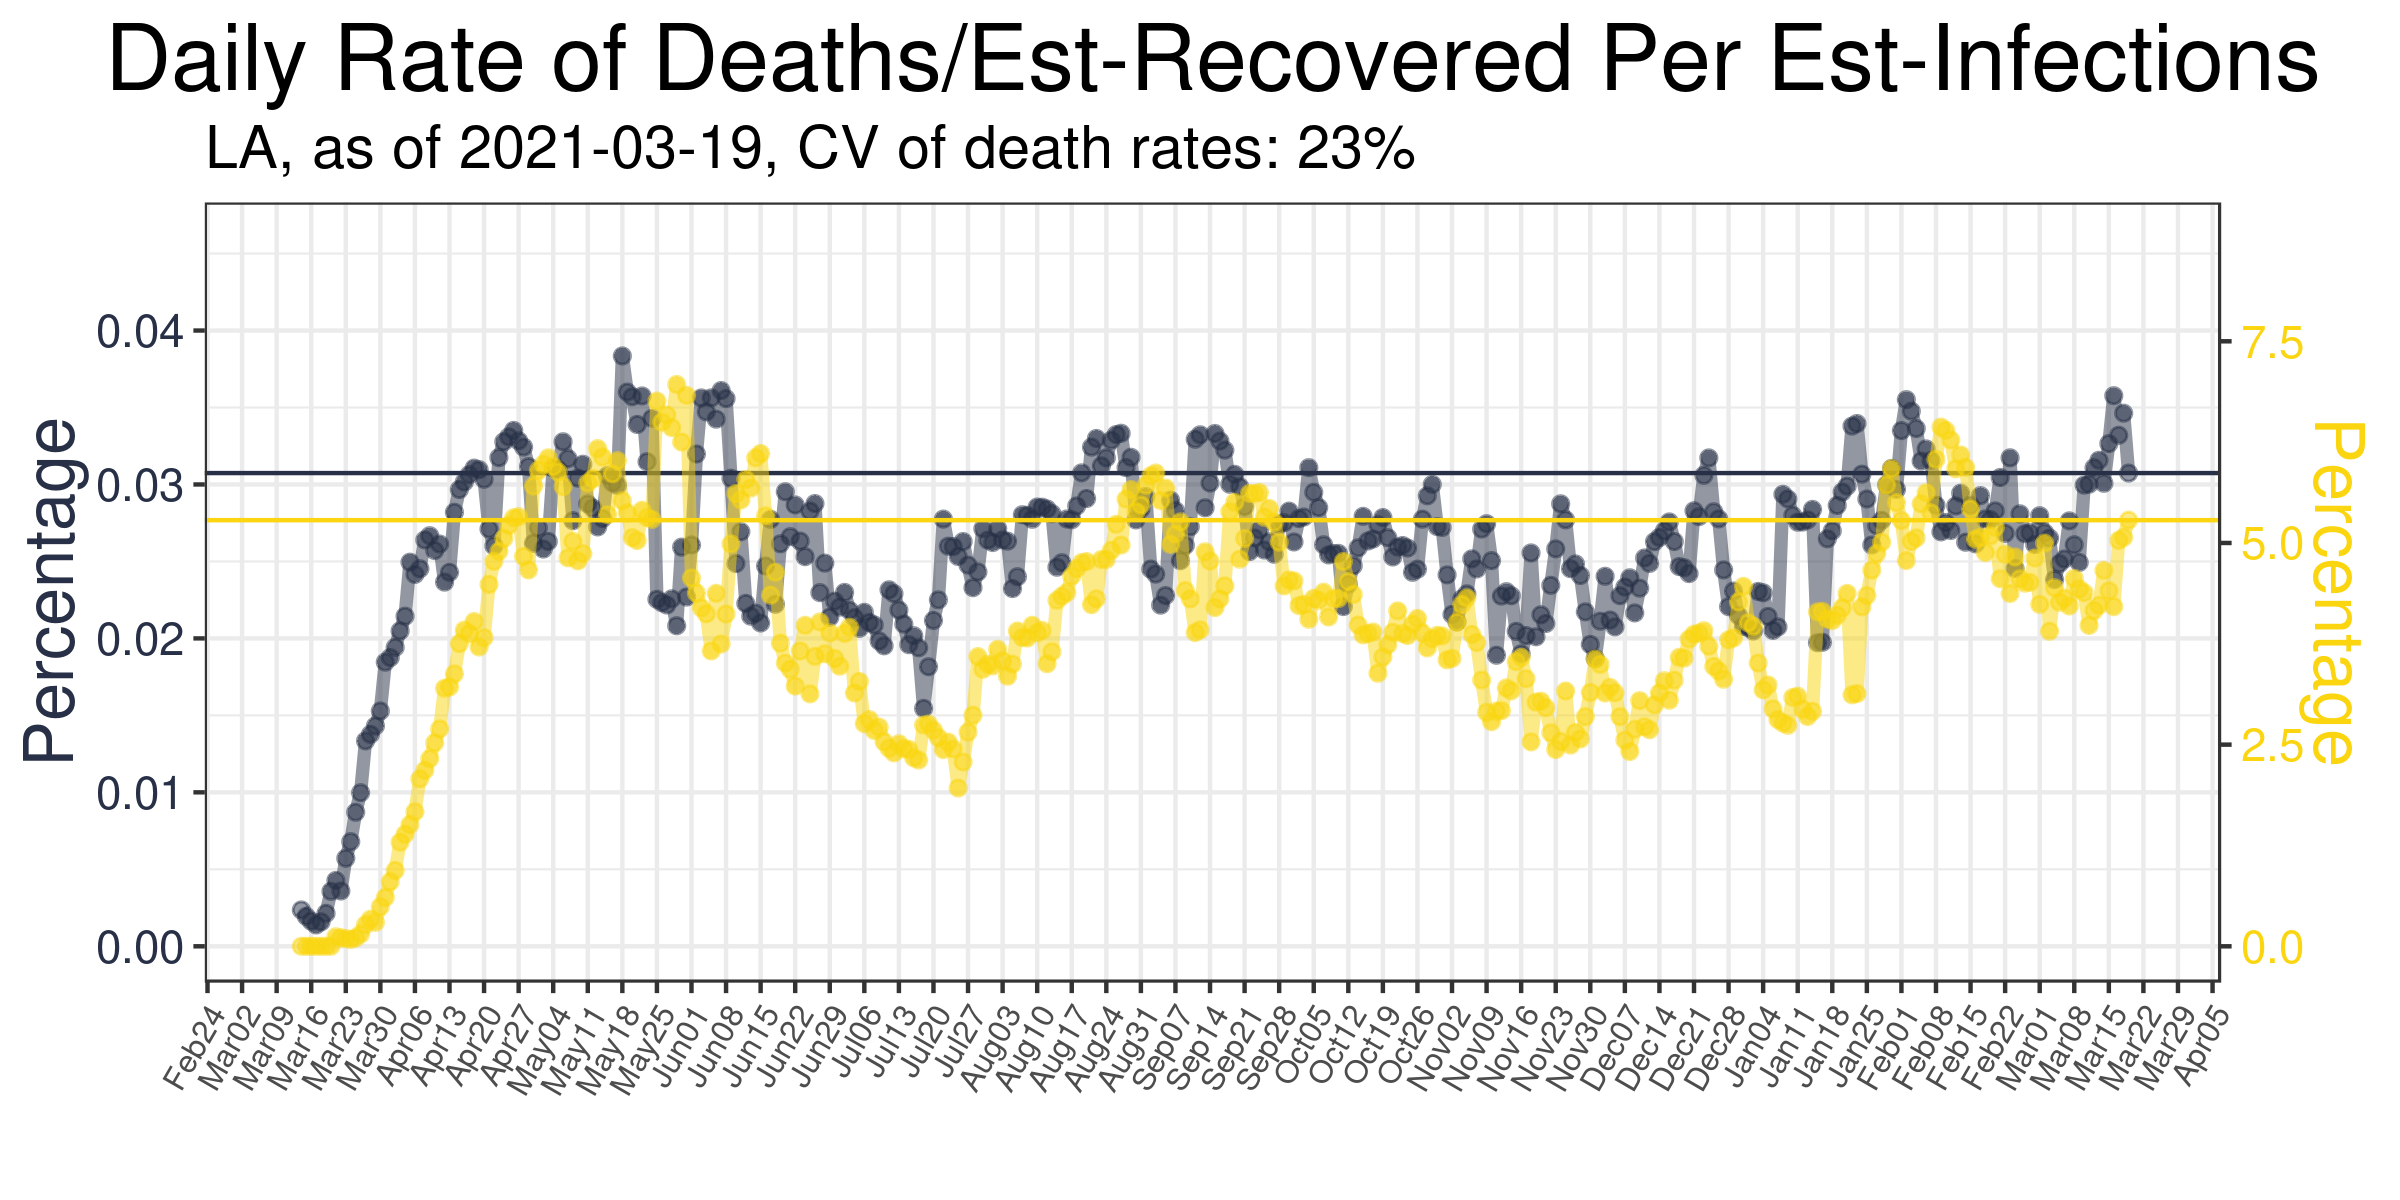 Daily Rate of Deaths/Est-Recovered Per Est-Infections
LA, as of 2021-03-19, CV of death rates: 23%
Percentage
0.04
0.03
0.02
0.01
0.00
7.5
5.0
2.5
0.0
Percentage
Feb24 Mar02 Mar09 Mar16 Mar23 Mar30 Apr06 Apr13 Apr20 Apr27 May04 May11 May18 May25 Jun01 Jun08 Jun15 Jun22 Jun29 Jul06 Jul13 Jul20 Jul27 Aug03 Aug10 Aug17 Aug24 Aug31 Sep07 Sep14 Sep21 Sep28 Oct05 Oct12 Oct19 Oct26 Nov02 Nov09 Nov16 Nov23 Nov30 Dec07 Dec14 Dec21 Dec28 Jan04 Jan11 Jan18 Jan25 Feb01 Feb08 Feb15 Feb22 Mar01 Mar08 Mar15 Mar22 Mar29 Apr05